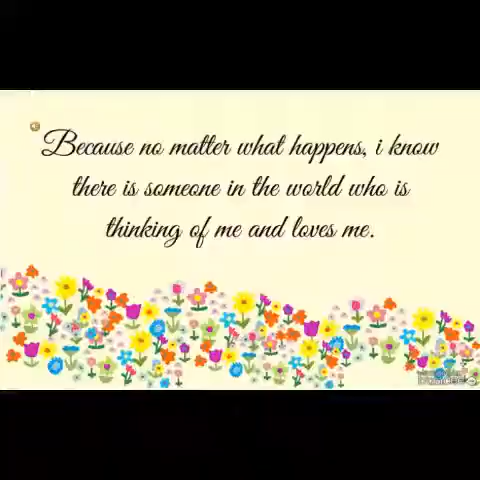 Because no matter what happens, i know
there is someone in the world who is
thinking of me and loves me.